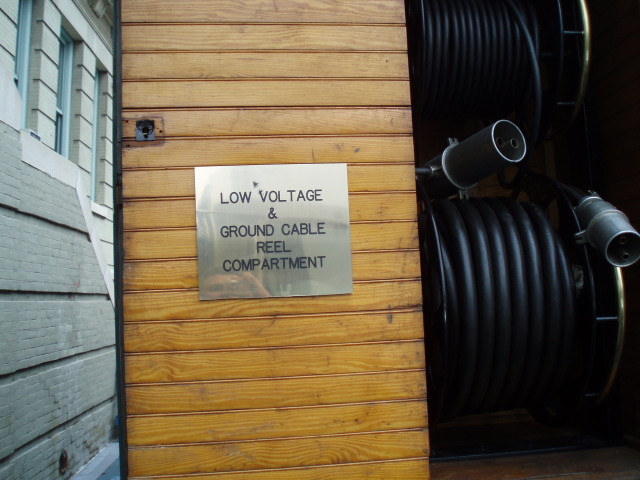 LOW VOLTAGE
&
GROUND CABLE
REEL
COMPARTMENT